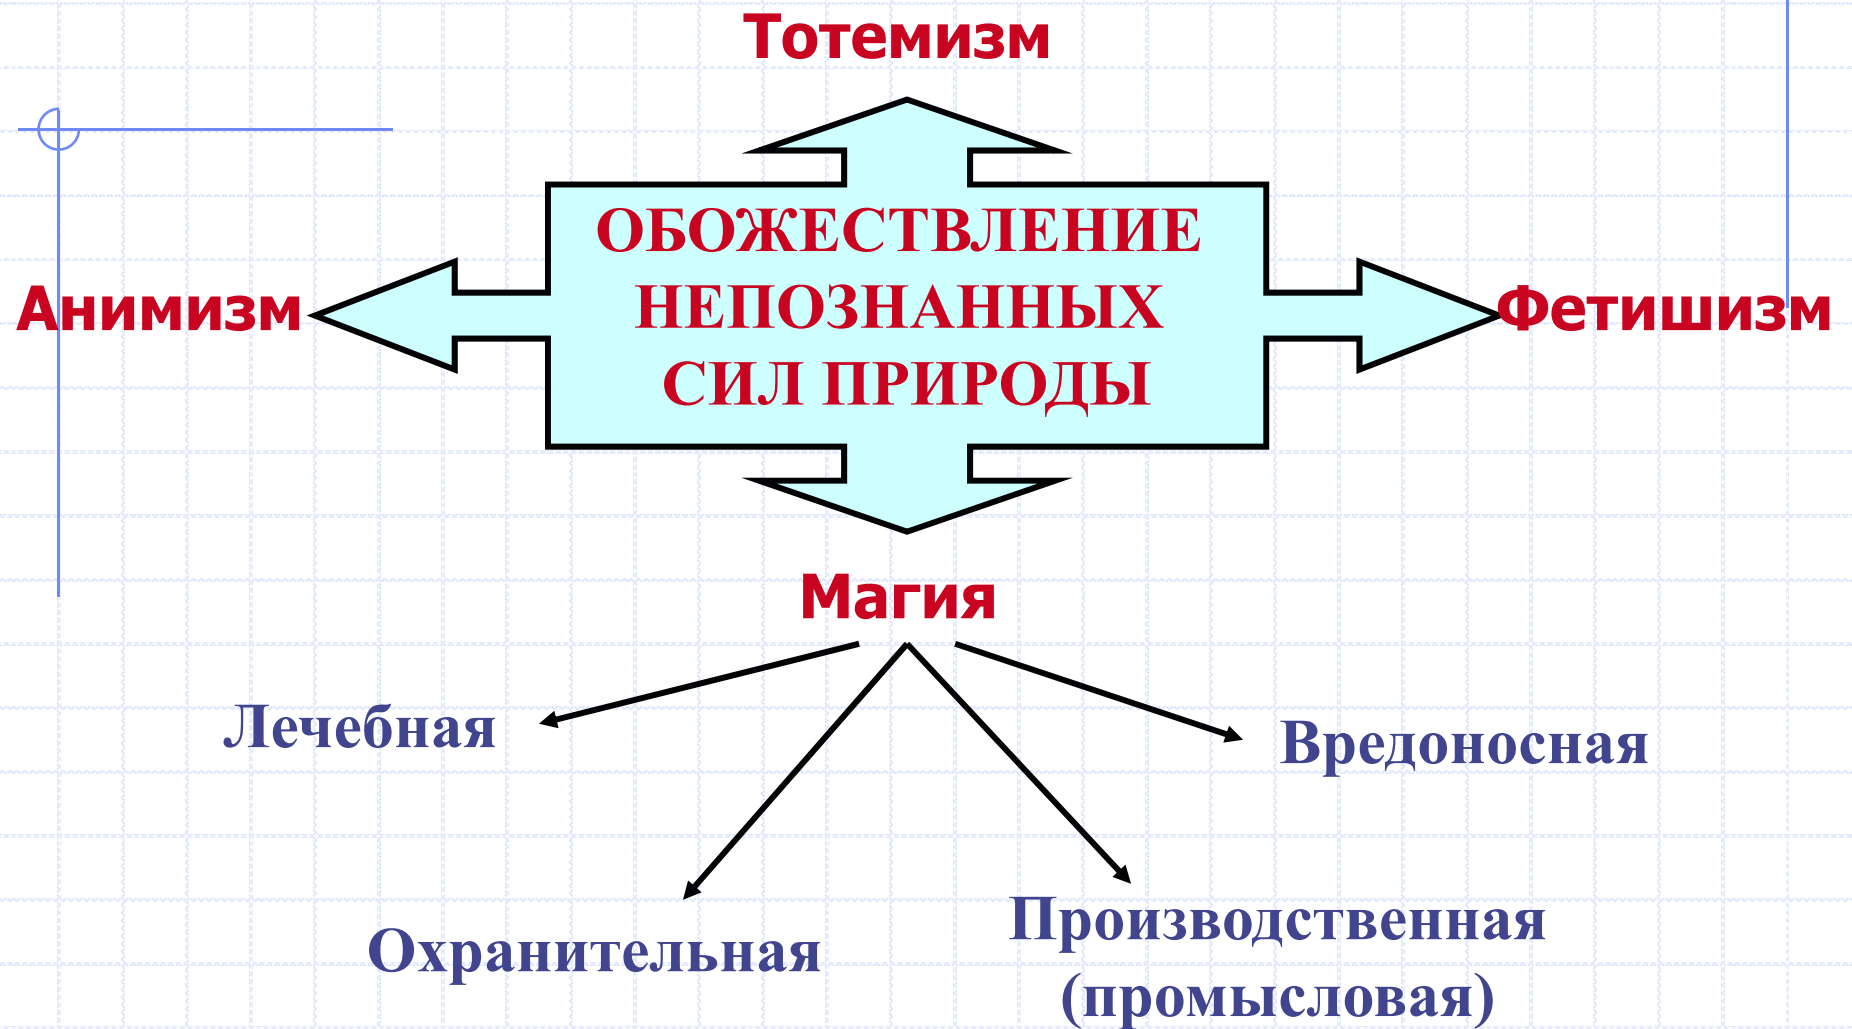 Тотемизм
ОБОЖЕСТВЛЕНИЕ
НЕПОЗНАННЫХ
СИЛ ПРИРОДЫ
Анимизм
Фетишизм
Магия
Лечебная
Вредоносная
Охранительная
Производственная
(промысловая)